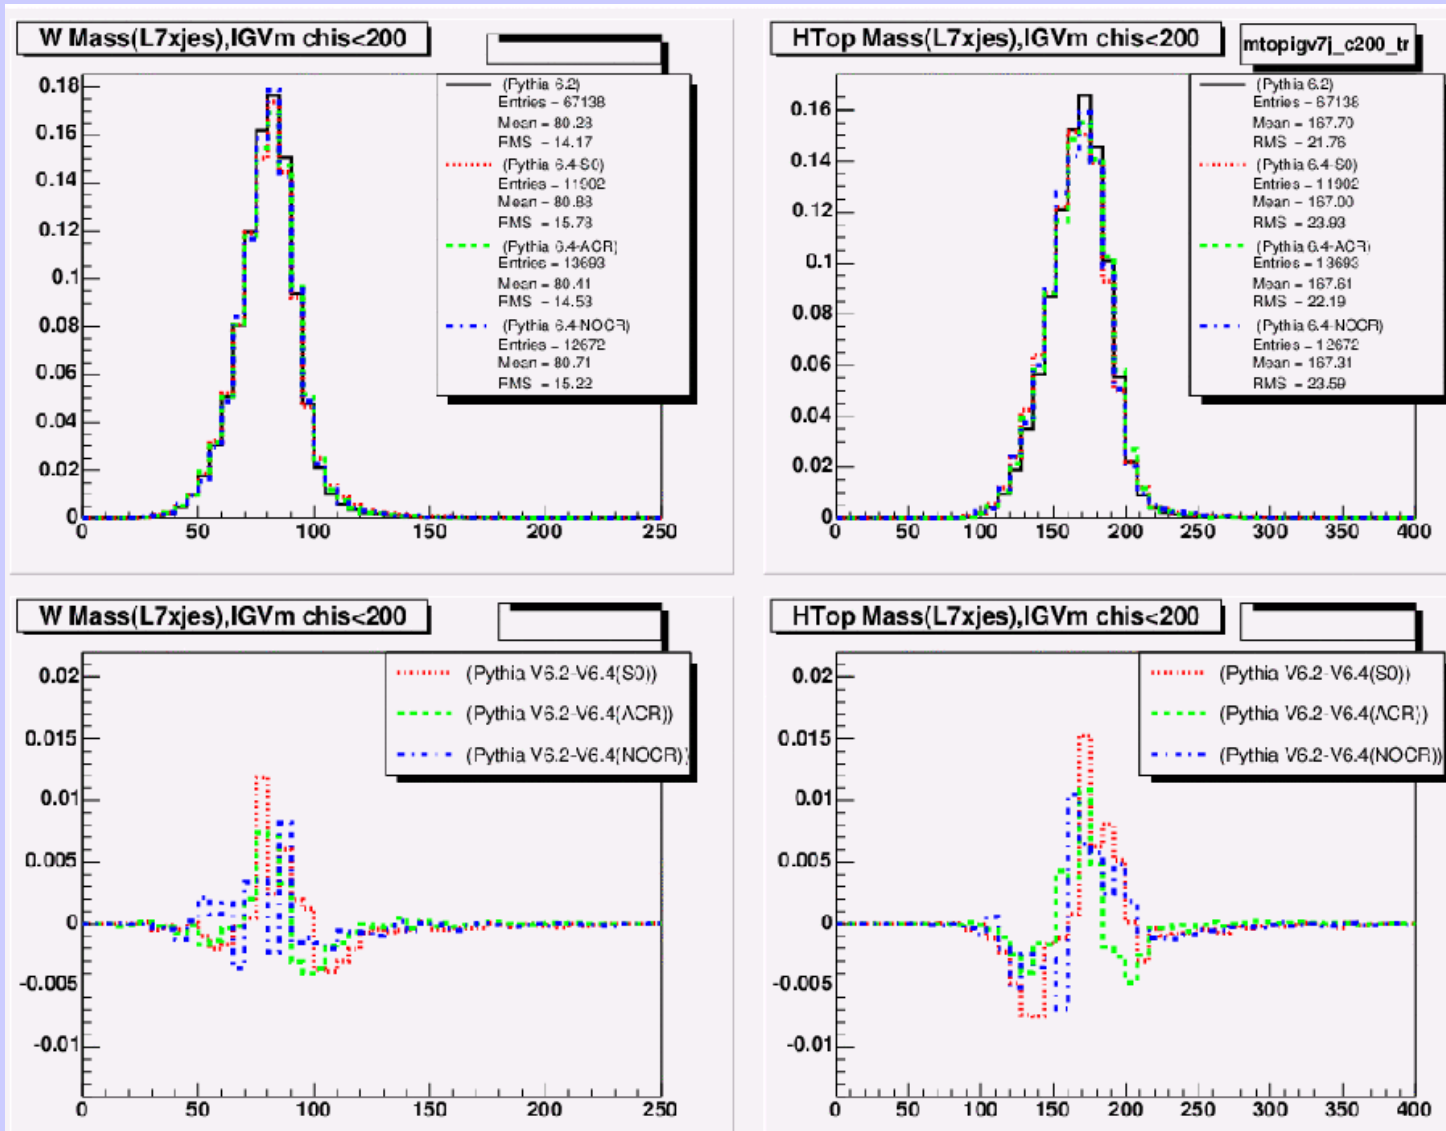 W Mass(L7xjes),IGVm chis<200
0.18
0.16
0.14
0.12
0.1
0.08
0.06
0.04
0.02
0
0 50 100 150 200 250
(Pythia 6.2)
Entries = 67138
Mean = 80.28
RMS = 14.17
(Pythia 6.4-S0)
Entries = 11902
Mean = 80.88
RMS = 15.78
(Pythia 6.4-ACR)
Entries = 13693
Mean = 80.41
RMS = 14.53
(Pythia 6.4-NOCR)
Entries = 12672
Mean = 80.71
RMS = 15.22
HTop Mass(L7xjes),IGVm chis<200
mtopigv7j_c200_tr
0.16
0.14
0.12
0.1
0.08
0.06
0.04
0.02
0
0 50 100 150 200 250 300 350 400
(Pythia 6.2)
Entries = 67138
Mean = 167.70
RMS = 21.76
(Pythia 6.4-S0)
Entries = 11902
Mean = 167.00
RMS = 23.93
(Pythia 6.4-ACR)
Entries = 13693
Mean = 167.61
RMS = 22.19
(Pythia 6.4-NOCR)
Entries = 12672
Mean = 167.31
RMS = 23.59
W Mass(L7xjes),IGVm chis<200
0.02
0.015
0.01
0.005
0
-0.005
-0.01
0 50 100 150 200 250
(Pythia V6.2-V6.4(S0))
(Pythia V6.2-V6.4(ACR))
(Pythia V6.2-V6.4(NOCR))
HTop Mass(L7xjes),IGVm chis<200
0.02
0.015
0.01
0.005
0
-0.005
-0.01
0 50 100 150 200 250 300 350 400
(Pythia V6.2-V6.4(S0))
(Pythia V6.2-V6.4(ACR))
(Pythia V6.2-V6.4(NOCR))